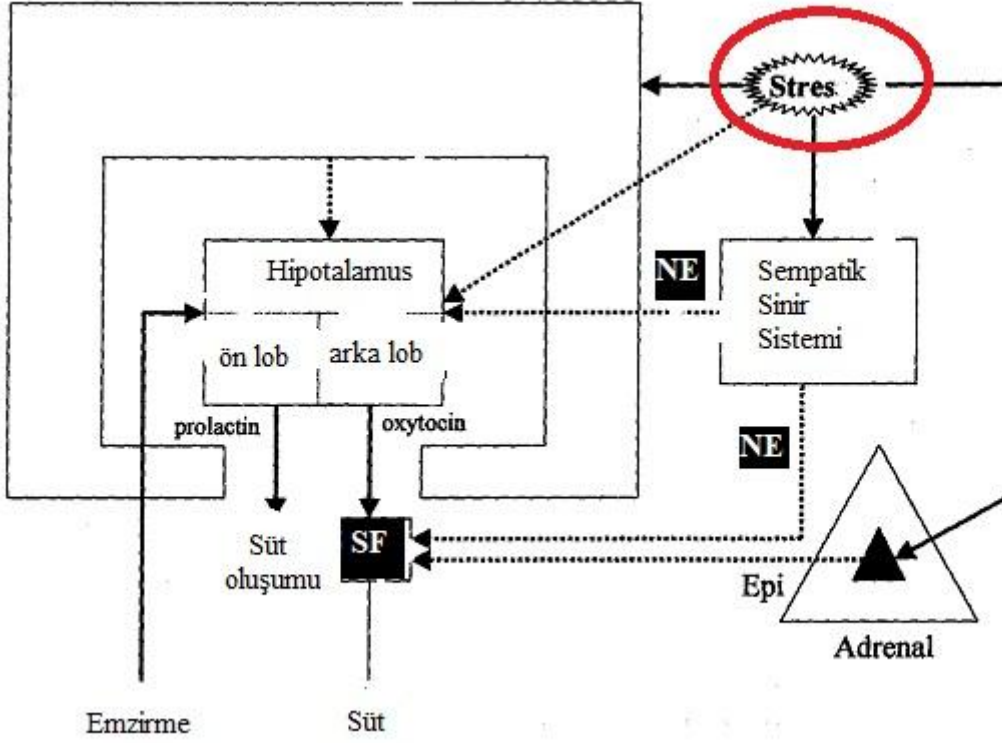 Stres
Hipotalamus
NE
Sempatik
Sinir
Sistemi
ön lob
arka lob
prolactin
oxytocin
NE
SF
Süt
oluşumu
Epi
Adrenal
Emzirme
Süt